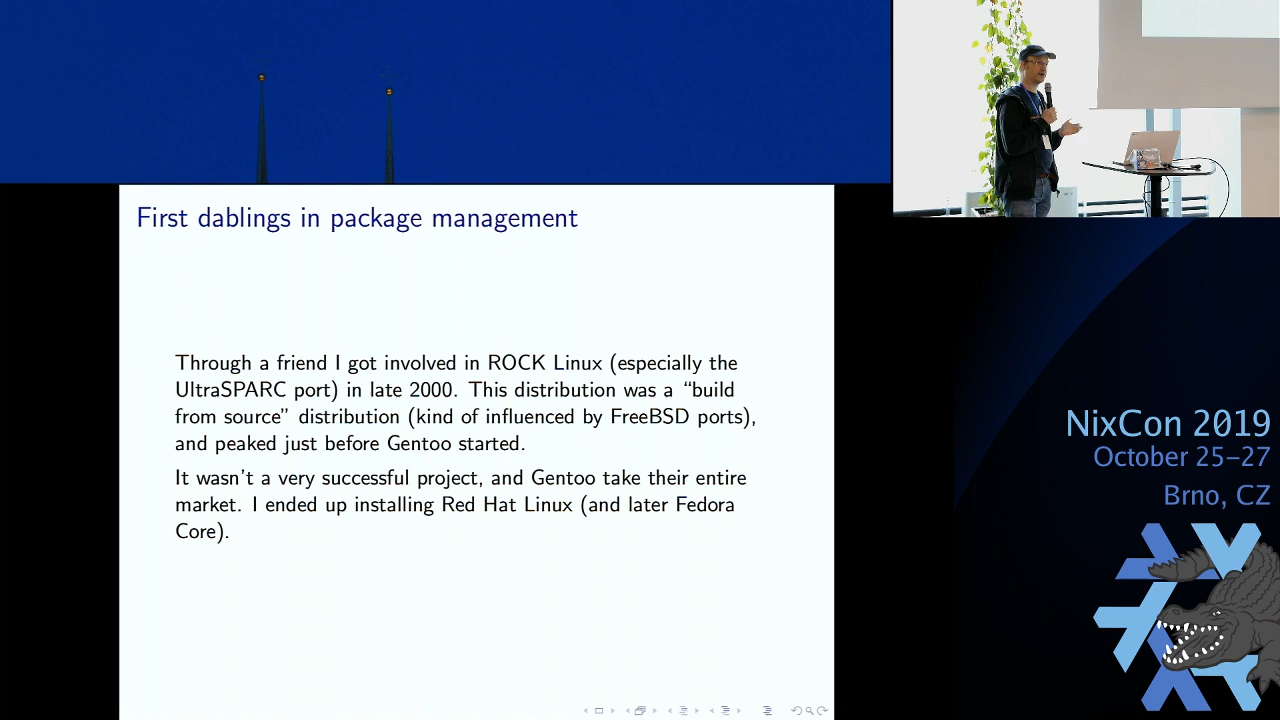 First dablings in package management
Through a friend I got involved in ROCK Linux (especially the
UltraSPARC port) in late 2000. This distribution was a “build
from source” distribution (kind of influenced by FreeBSD ports),
and peaked just before Gentoo started.
It wasn't a very successful project, and Gentoo take their entire
market. I ended up installing Red Hat Linux (and later Fedora
Core).
NixCon 2019
October 25–27
Brno, CZ